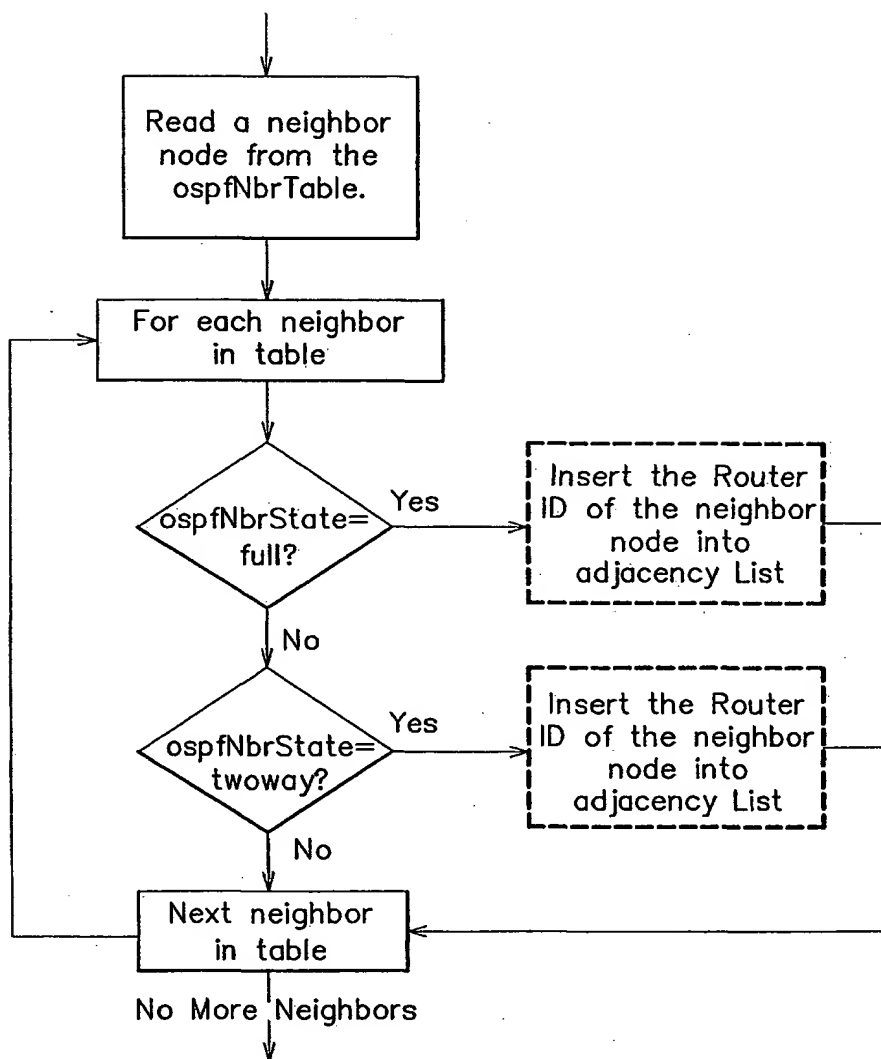 Read a neighbor
node from the
ospfNbrTable.
For each neighbor
in table
ospfNbrState=
full?
Yes
Insert the Router
ID of the neighbor
node into
adjacency List
No
ospfNbrState=
twoway?
Yes
Insert the Router
ID of the neighbor
node into
adjacency List
No
Next neighbor
in table
No More Neighbors